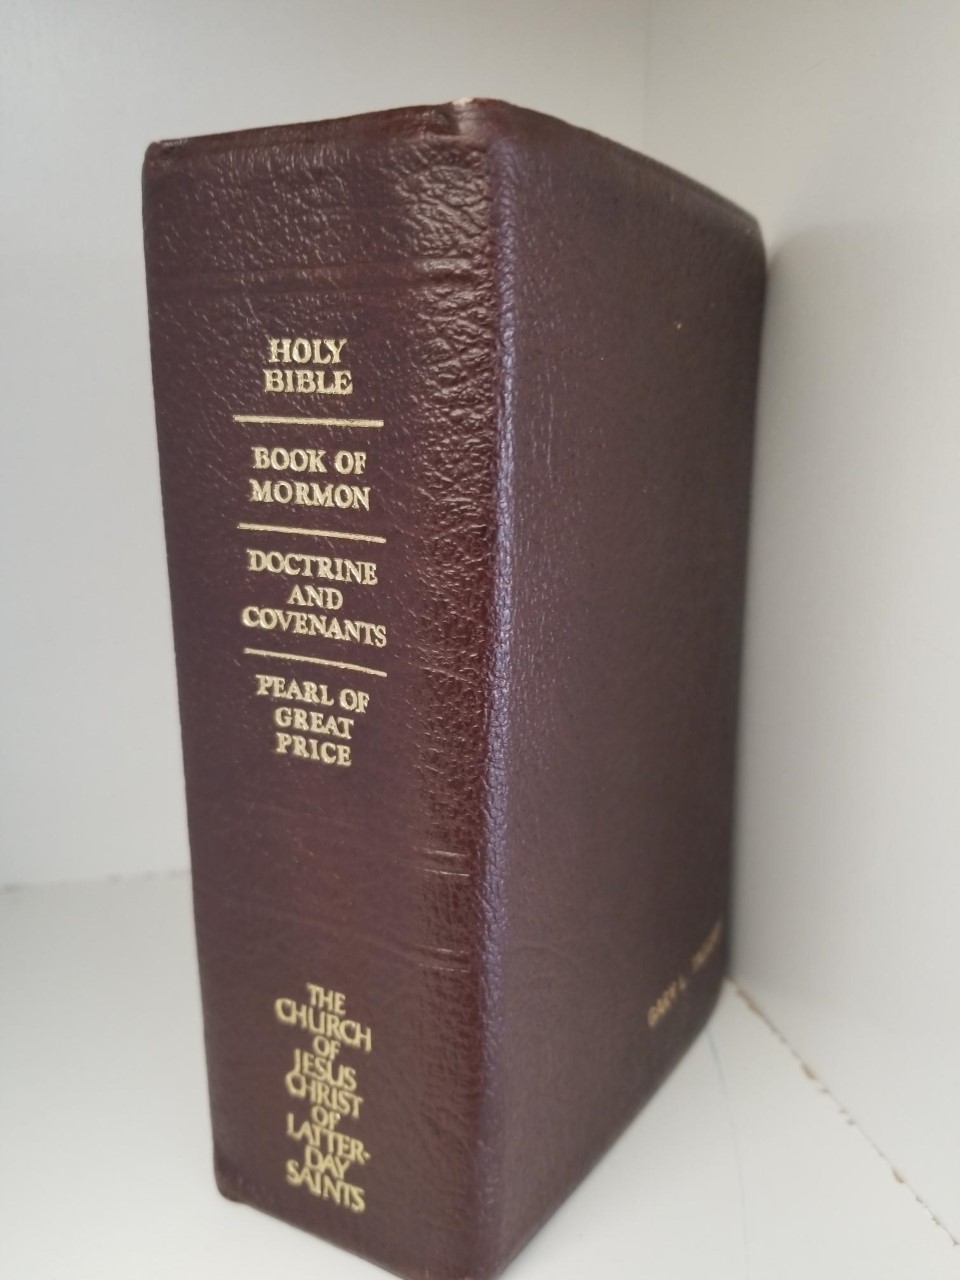 HOLY
BIBLE
BOOK OF
MORMON
DOCTRINE
AND
COVENANTS
PEARL OF
GREAT
PRICE
THE
CHURCH
OF
JESUS
CHRIST
OF
LATTER-
DAY
SAINTS
GARY L.